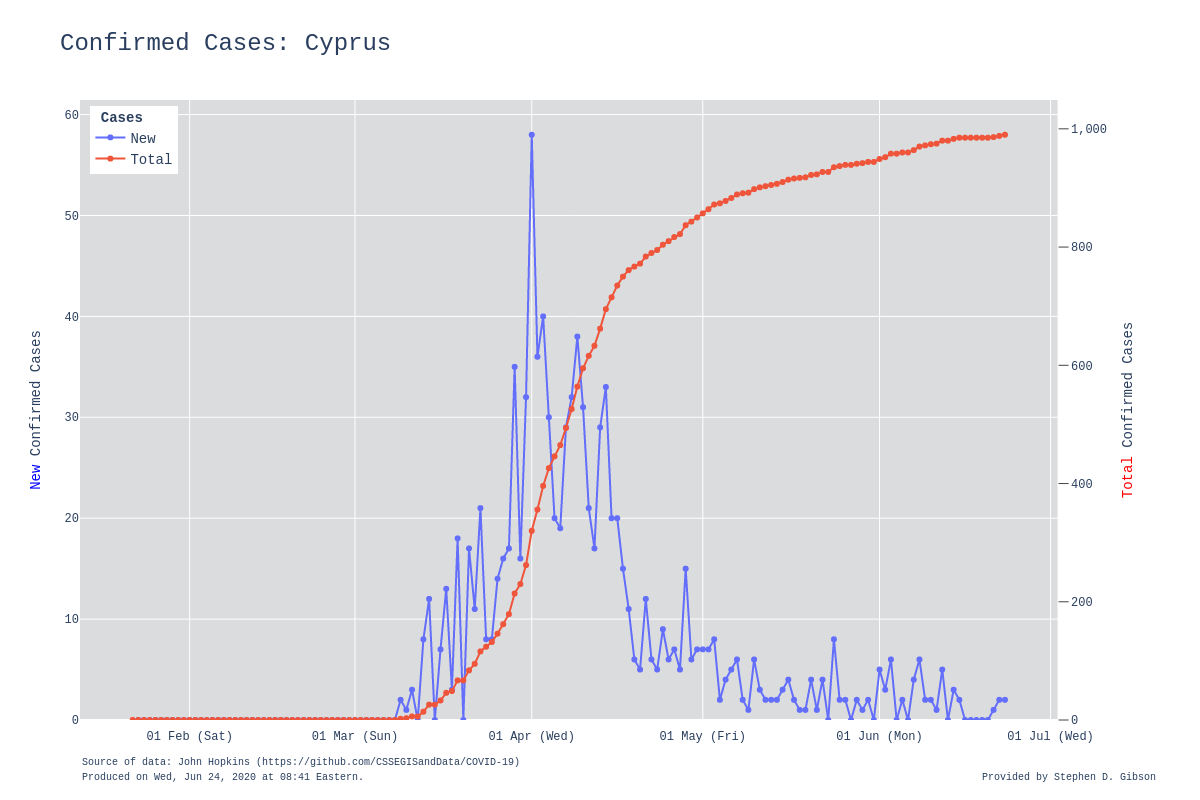 Confirmed Cases: Cyprus
Cases
New
Total
60
50
40
30
20
10
0
1,000
800
600
400
200
0
New Confirmed Cases
Total Confirmed Cases
01 Feb (Sat)
01 Mar (Sun)
01 Apr (Wed)
01 May (Fri)
01 Jun (Mon)
01 Jul (Wed)
Source of data: John Hopkins (https://github.com/CSSEGISandData/COVID-19)
Produced on Wed, Jun 24, 2020 at 08:41 Eastern.
Provided by Stephen D. Gibson